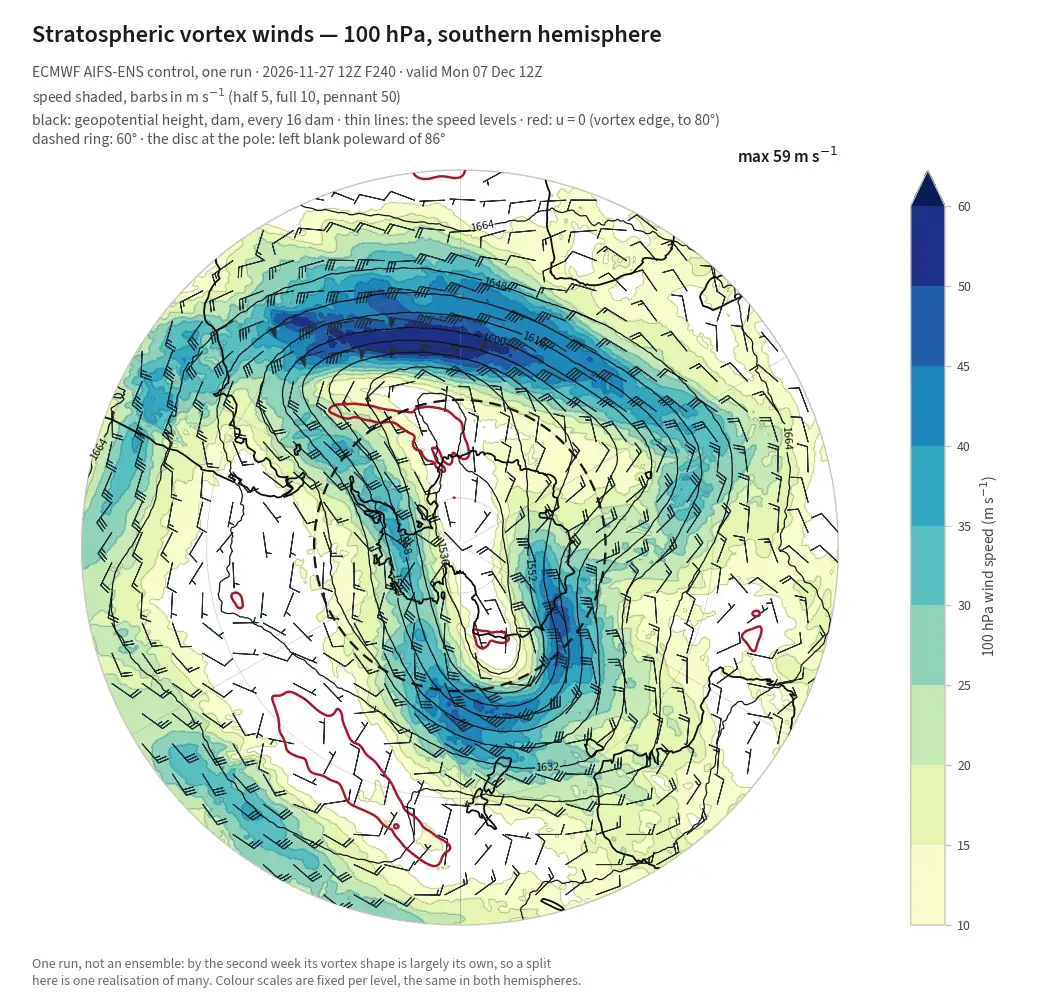 Stratospheric vortex winds — 100 hPa, southern hemisphere
ECMWF AIFS-ENS control, one run · 2026-11-27 12Z F240 · valid Mon 07 Dec 12Z
speed shaded, barbs in m s⁻¹ (half 5, full 10, pennant 50)
black: geopotential height, dam, every 16 dam · thin lines: the speed levels · red: u = 0 (vortex edge, to 80°)
dashed ring: 60° · the disc at the pole: left blank poleward of 86°
max 59 m s⁻¹
1664
1648
1600
1616
1664
1664
1568
1536
1552
1632
60
50
45
40
35
30
25
20
15
10
100 hPa wind speed (m s⁻¹)
One run, not an ensemble: by the second week its vortex shape is largely its own, so a split
here is one realisation of many. Colour scales are fixed per level, the same in both hemispheres.